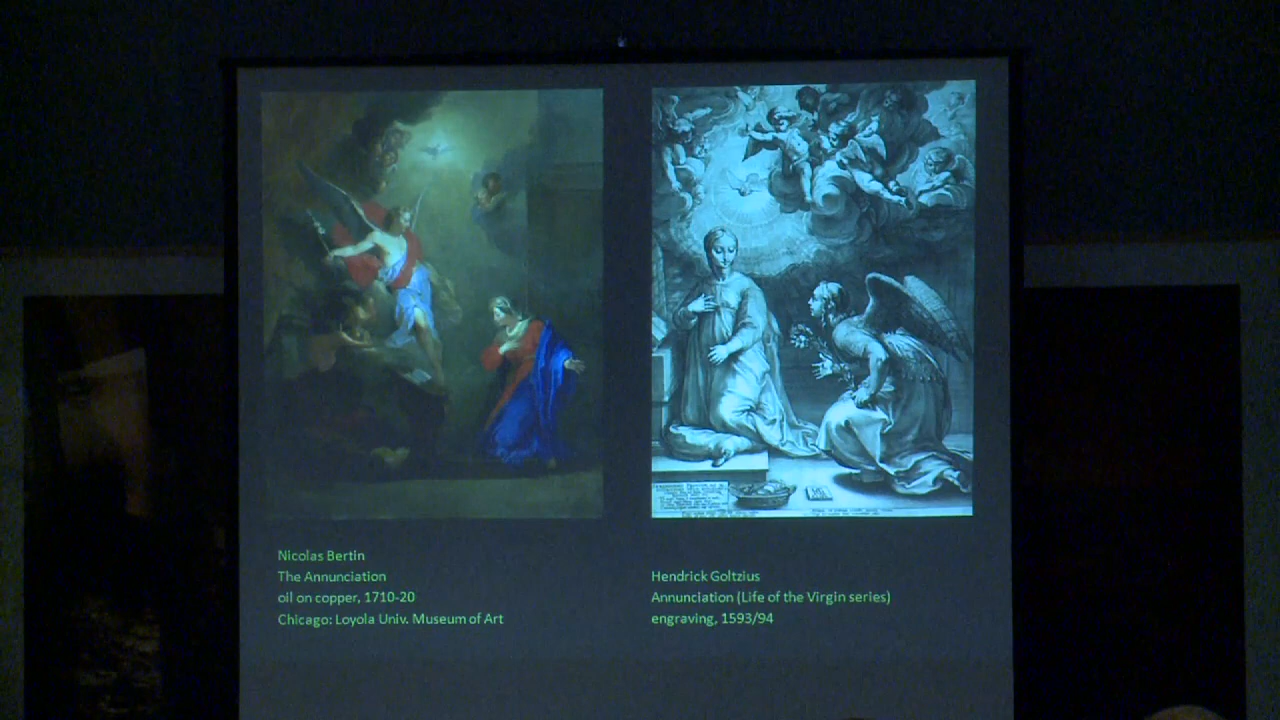 Nicolas Bertin
The Annunciation
oil on copper, 1710-20
Chicago: Loyola Univ. Museum of Art
Hendrick Goltzius
Annunciation (Life of the Virgin series)
engraving, 1593/94